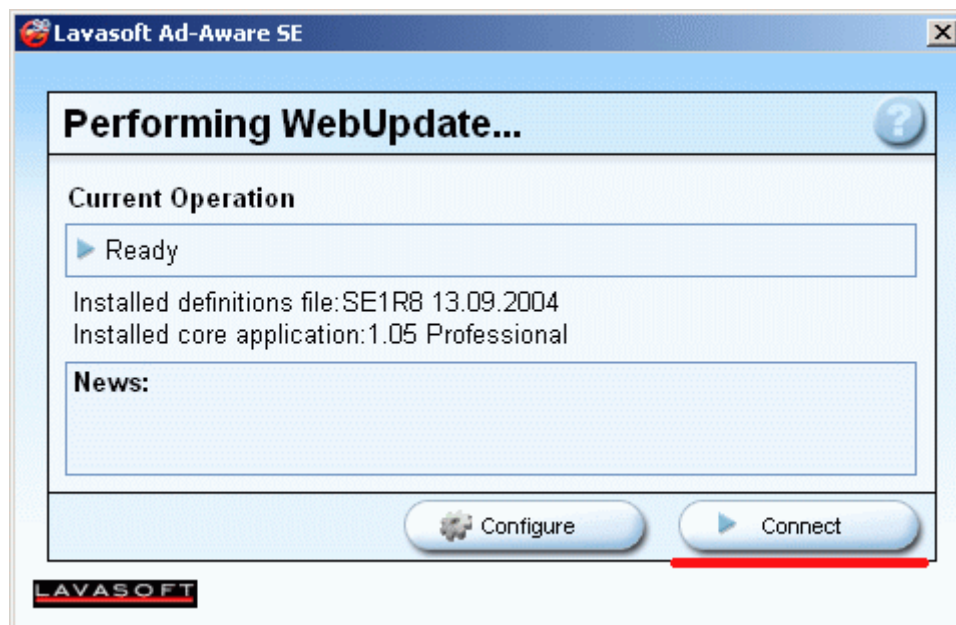 Lavasoft Ad-Aware SE
Performing WebUpdate...
?
Current Operation
Ready
Installed definitions file:SE1R8 13.09.2004
Installed core application:1.05 Professional
News:
Configure
Connect
LAVASOFT